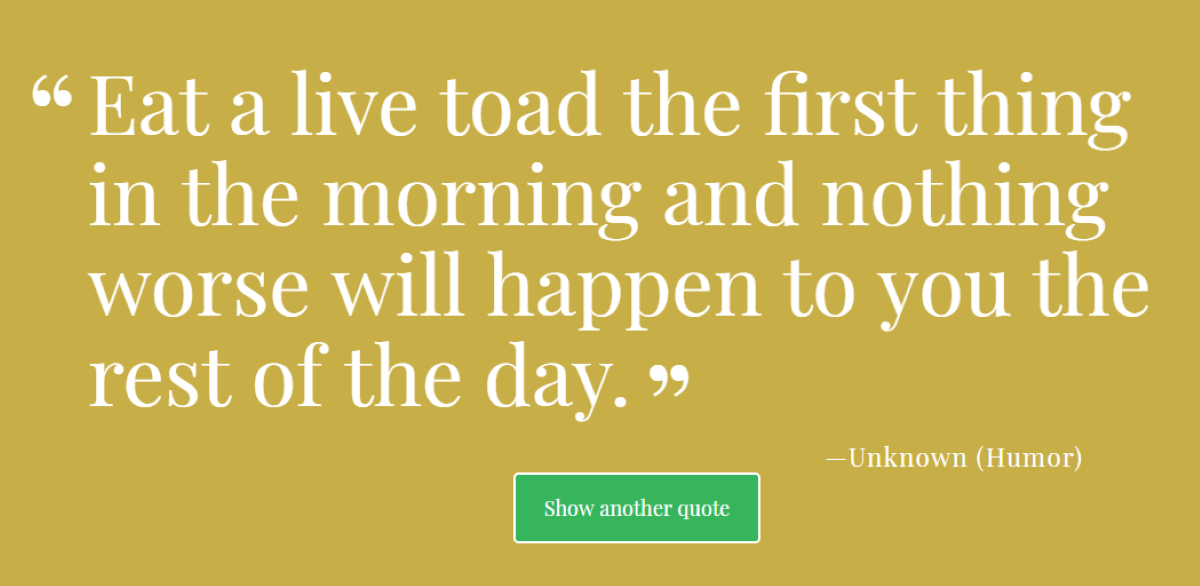 “ Eat a live toad the first thing
in the morning and nothing
worse will happen to you the
rest of the day. ”
—Unknown (Humor)
Show another quote